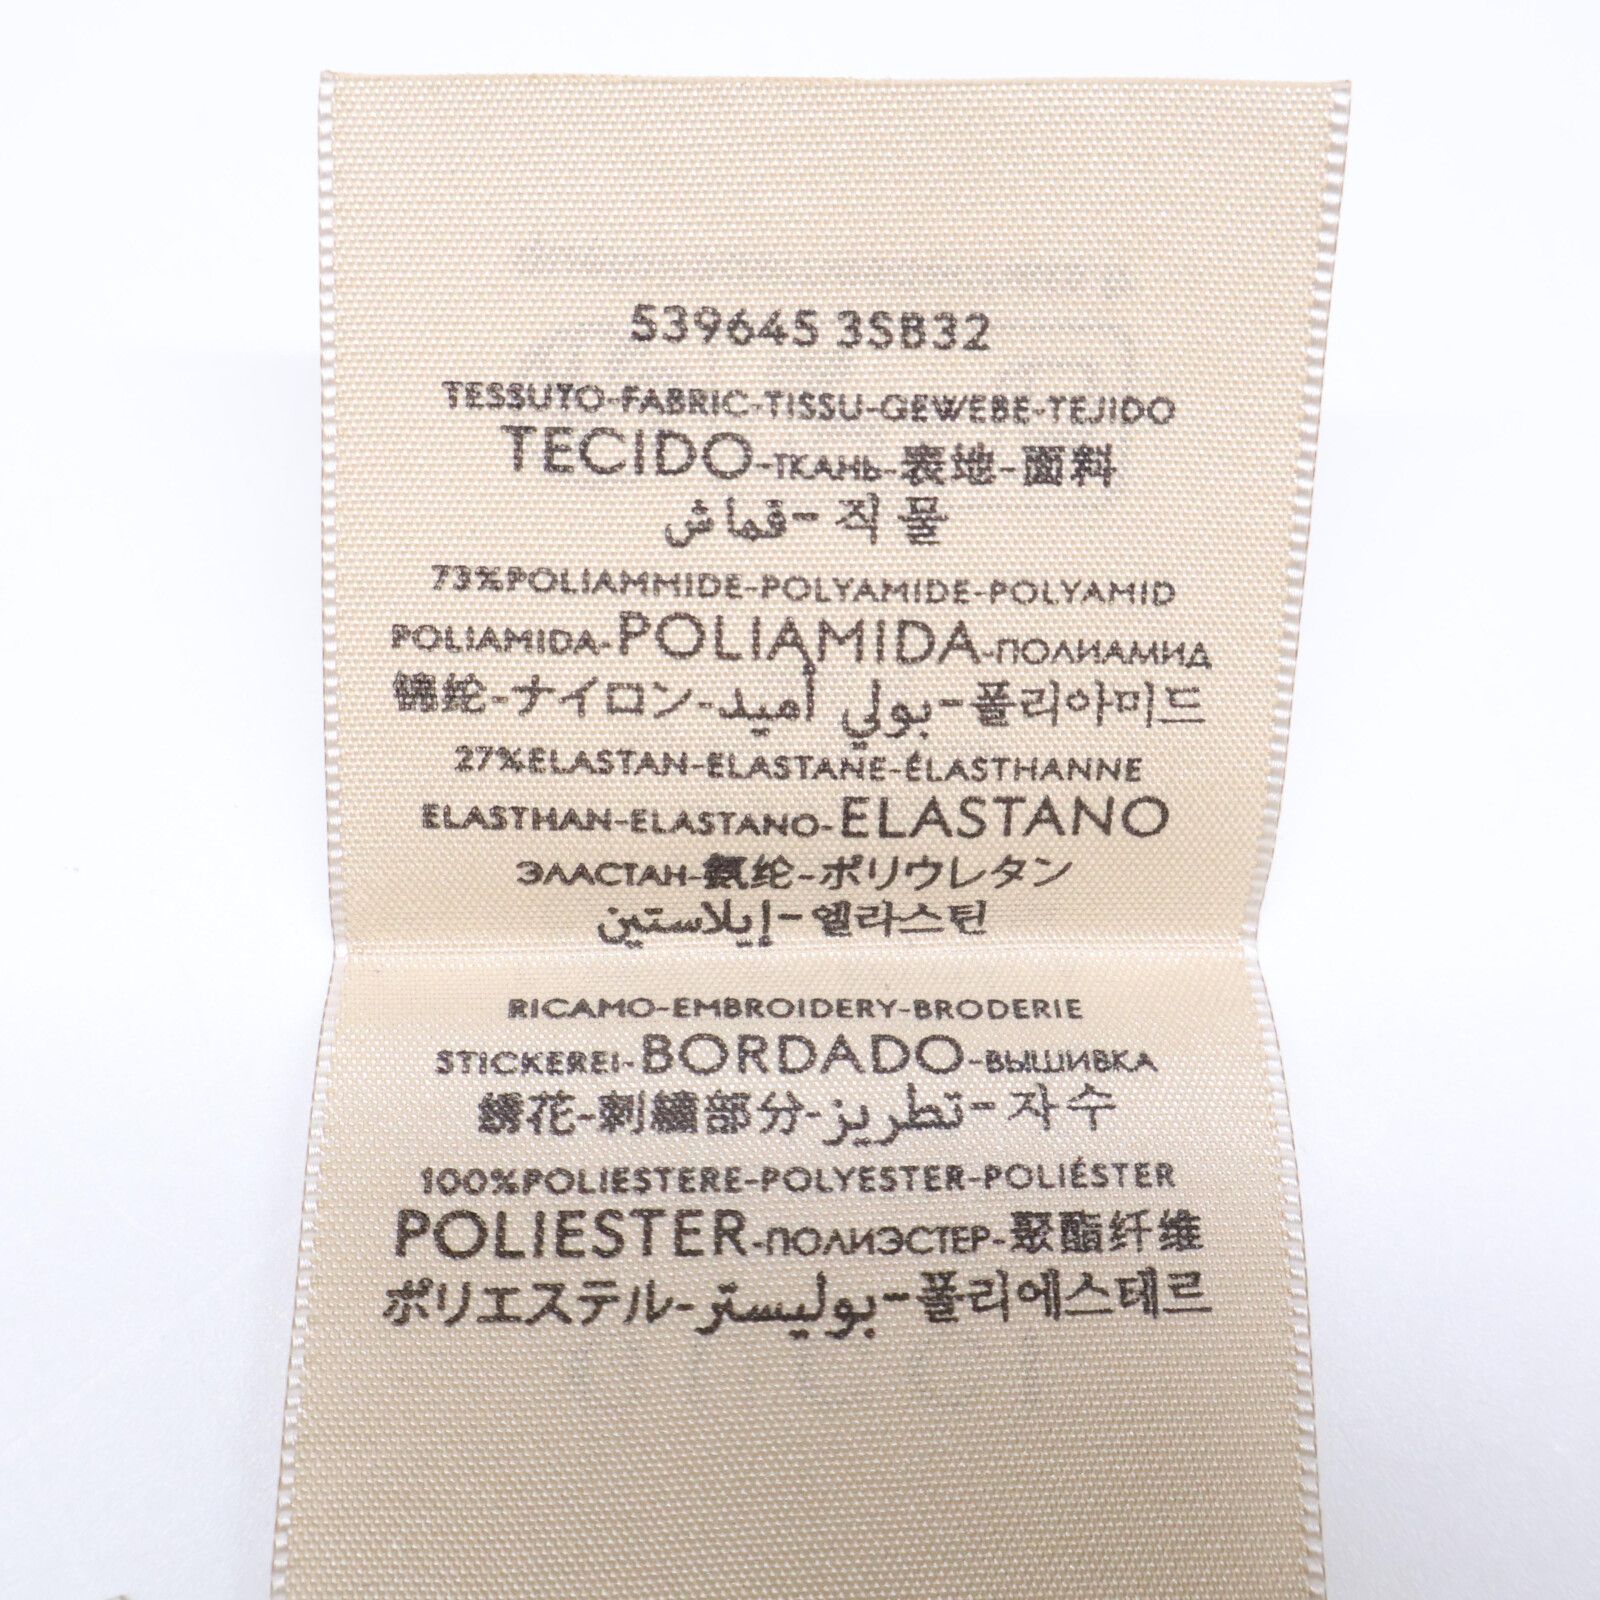 539645 3SB32
TESSUTO-FABRIC-TISSU-GEWEBE-TEJIDO
TECIDO-ТКАНЬ-表地-面料
قماش-직물
73%POLIAMMIDE-POLYAMIDE-POLYAMID
POLIAMIDA-POLIAMIDA-ПОЛИАМИД
锦纶-ナイロン-بولي أميد-폴리아미드
27%ELASTAN-ELASTANE-ÉLASTHANNE
ELASTHAN-ELASTANO-ELASTANO
ЭЛАСТАН-氨纶-ポリウレタン
إيلاستين-엘라스틴
RICAMO-EMBROIDERY-BRODERIE
STICKEREI-BORDADO-ВЫШИВКА
绣花-刺繍部分-تطريز-자수
100%POLIESTERE-POLYESTER-POLIÉSTER
POLIESTER-ПОЛИЭСТЕР-聚酯纤维
ポリエステル-بوليستر-폴리에스테르